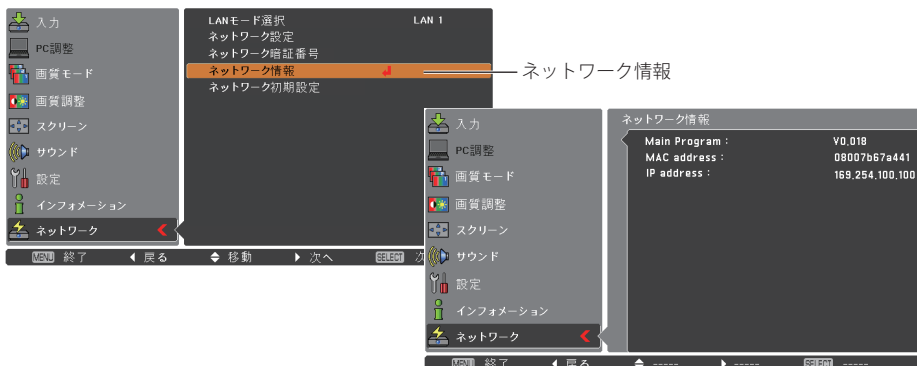 入力
PC調整
画質モード
画質調整
スクリーン
サウンド
設定
インフォメーション
ネットワーク
LANモード選択 LAN 1
ネットワーク設定
ネットワーク暗証番号
ネットワーク情報
ネットワーク初期設定
MENU 終了 戻る 移動 次へ SELECT
ネットワーク情報
入力
PC調整
画質モード
画質調整
スクリーン
サウンド
設定
インフォメーション
ネットワーク
ネットワーク情報
Main Program : V0.018
MAC address : 08007b67a441
IP address : 169.254.100.100
MENU 終了 戻る ----- ----- SELECT -----